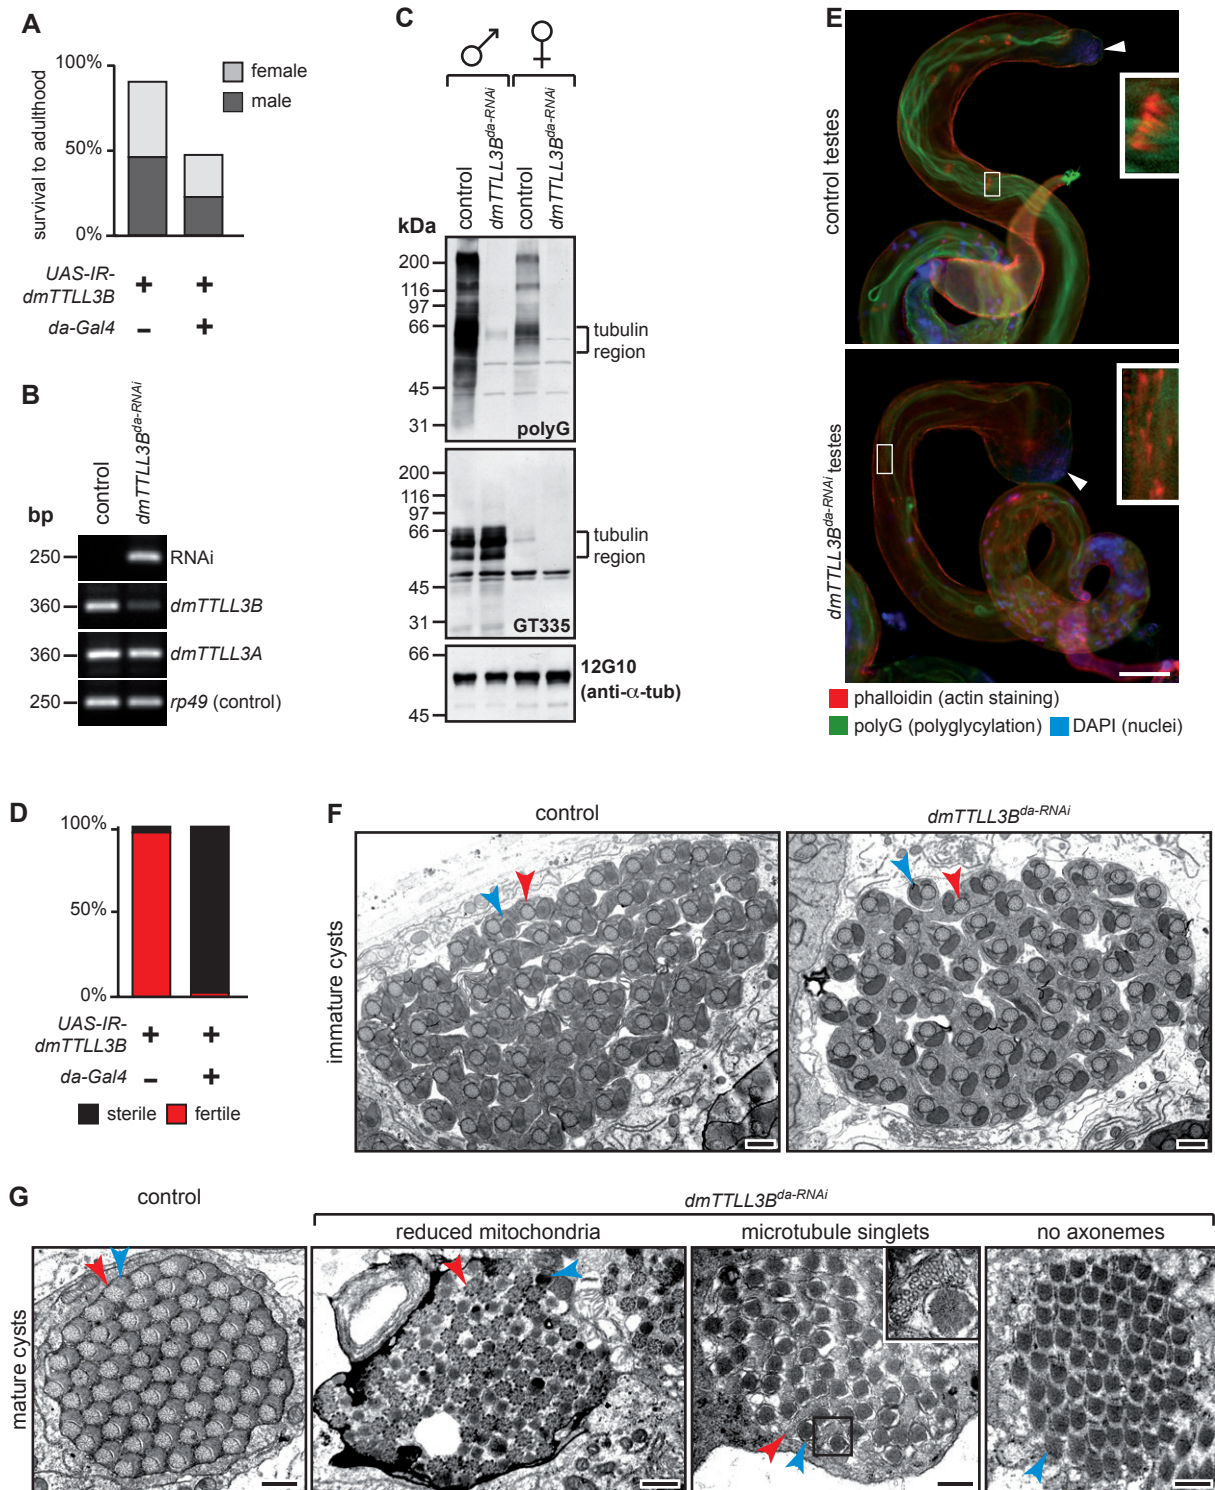 A
100%
50%
0%
survival to adulthood
female
male
UAS-IR-
dmTTLL3B
+ +
da-Gal4
– +
B
control
dmTTLL3B^da-RNAi
bp
250
RNAi
360
dmTTLL3B
360
dmTTLL3A
250
rp49 (control)
C
♂ ♀
control
dmTTLL3B^da-RNAi
control
dmTTLL3B^da-RNAi
kDa
200
116
97
66
45
31
tubulin
region
polyG
200
116
97
66
45
31
tubulin
region
GT335
66
45
12G10
(anti-α-tub)
E
control testes
dmTTLL3B^da-RNAi testes
phalloidin (actin staining)
polyG (polyglycylation) DAPI (nuclei)
D
100%
50%
0%
UAS-IR-
dmTTLL3B
+ +
da-Gal4
– +
sterile fertile
F
control
dmTTLL3B^da-RNAi
immature cysts
G
control
dmTTLL3B^da-RNAi
reduced mitochondria
microtubule singlets
no axonemes
mature cysts